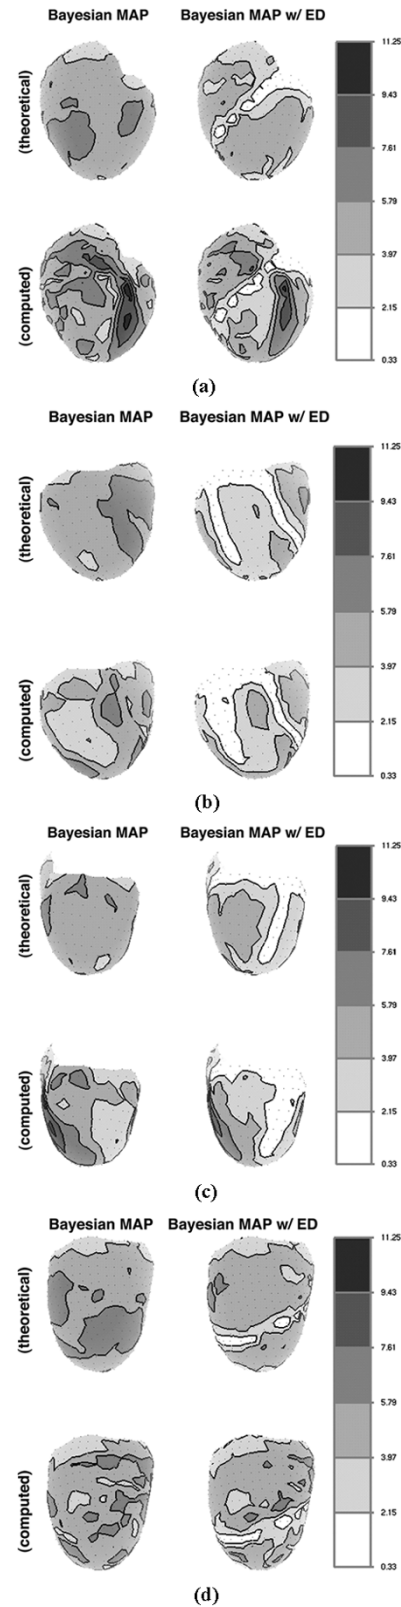 Bayesian MAP Bayesian MAP w/ ED
(theoretical)
11.25
9.43
7.61
5.79
3.97
2.15
0.33
(computed)
(a)
Bayesian MAP Bayesian MAP w/ ED
(theoretical)
11.25
9.43
7.61
5.79
3.97
2.15
0.33
(computed)
(b)
Bayesian MAP Bayesian MAP w/ ED
(theoretical)
11.25
9.43
7.61
5.79
3.97
2.15
0.33
(computed)
(c)
Bayesian MAP Bayesian MAP w/ ED
(theoretical)
11.25
9.43
7.61
5.79
3.97
2.15
0.33
(computed)
(d)